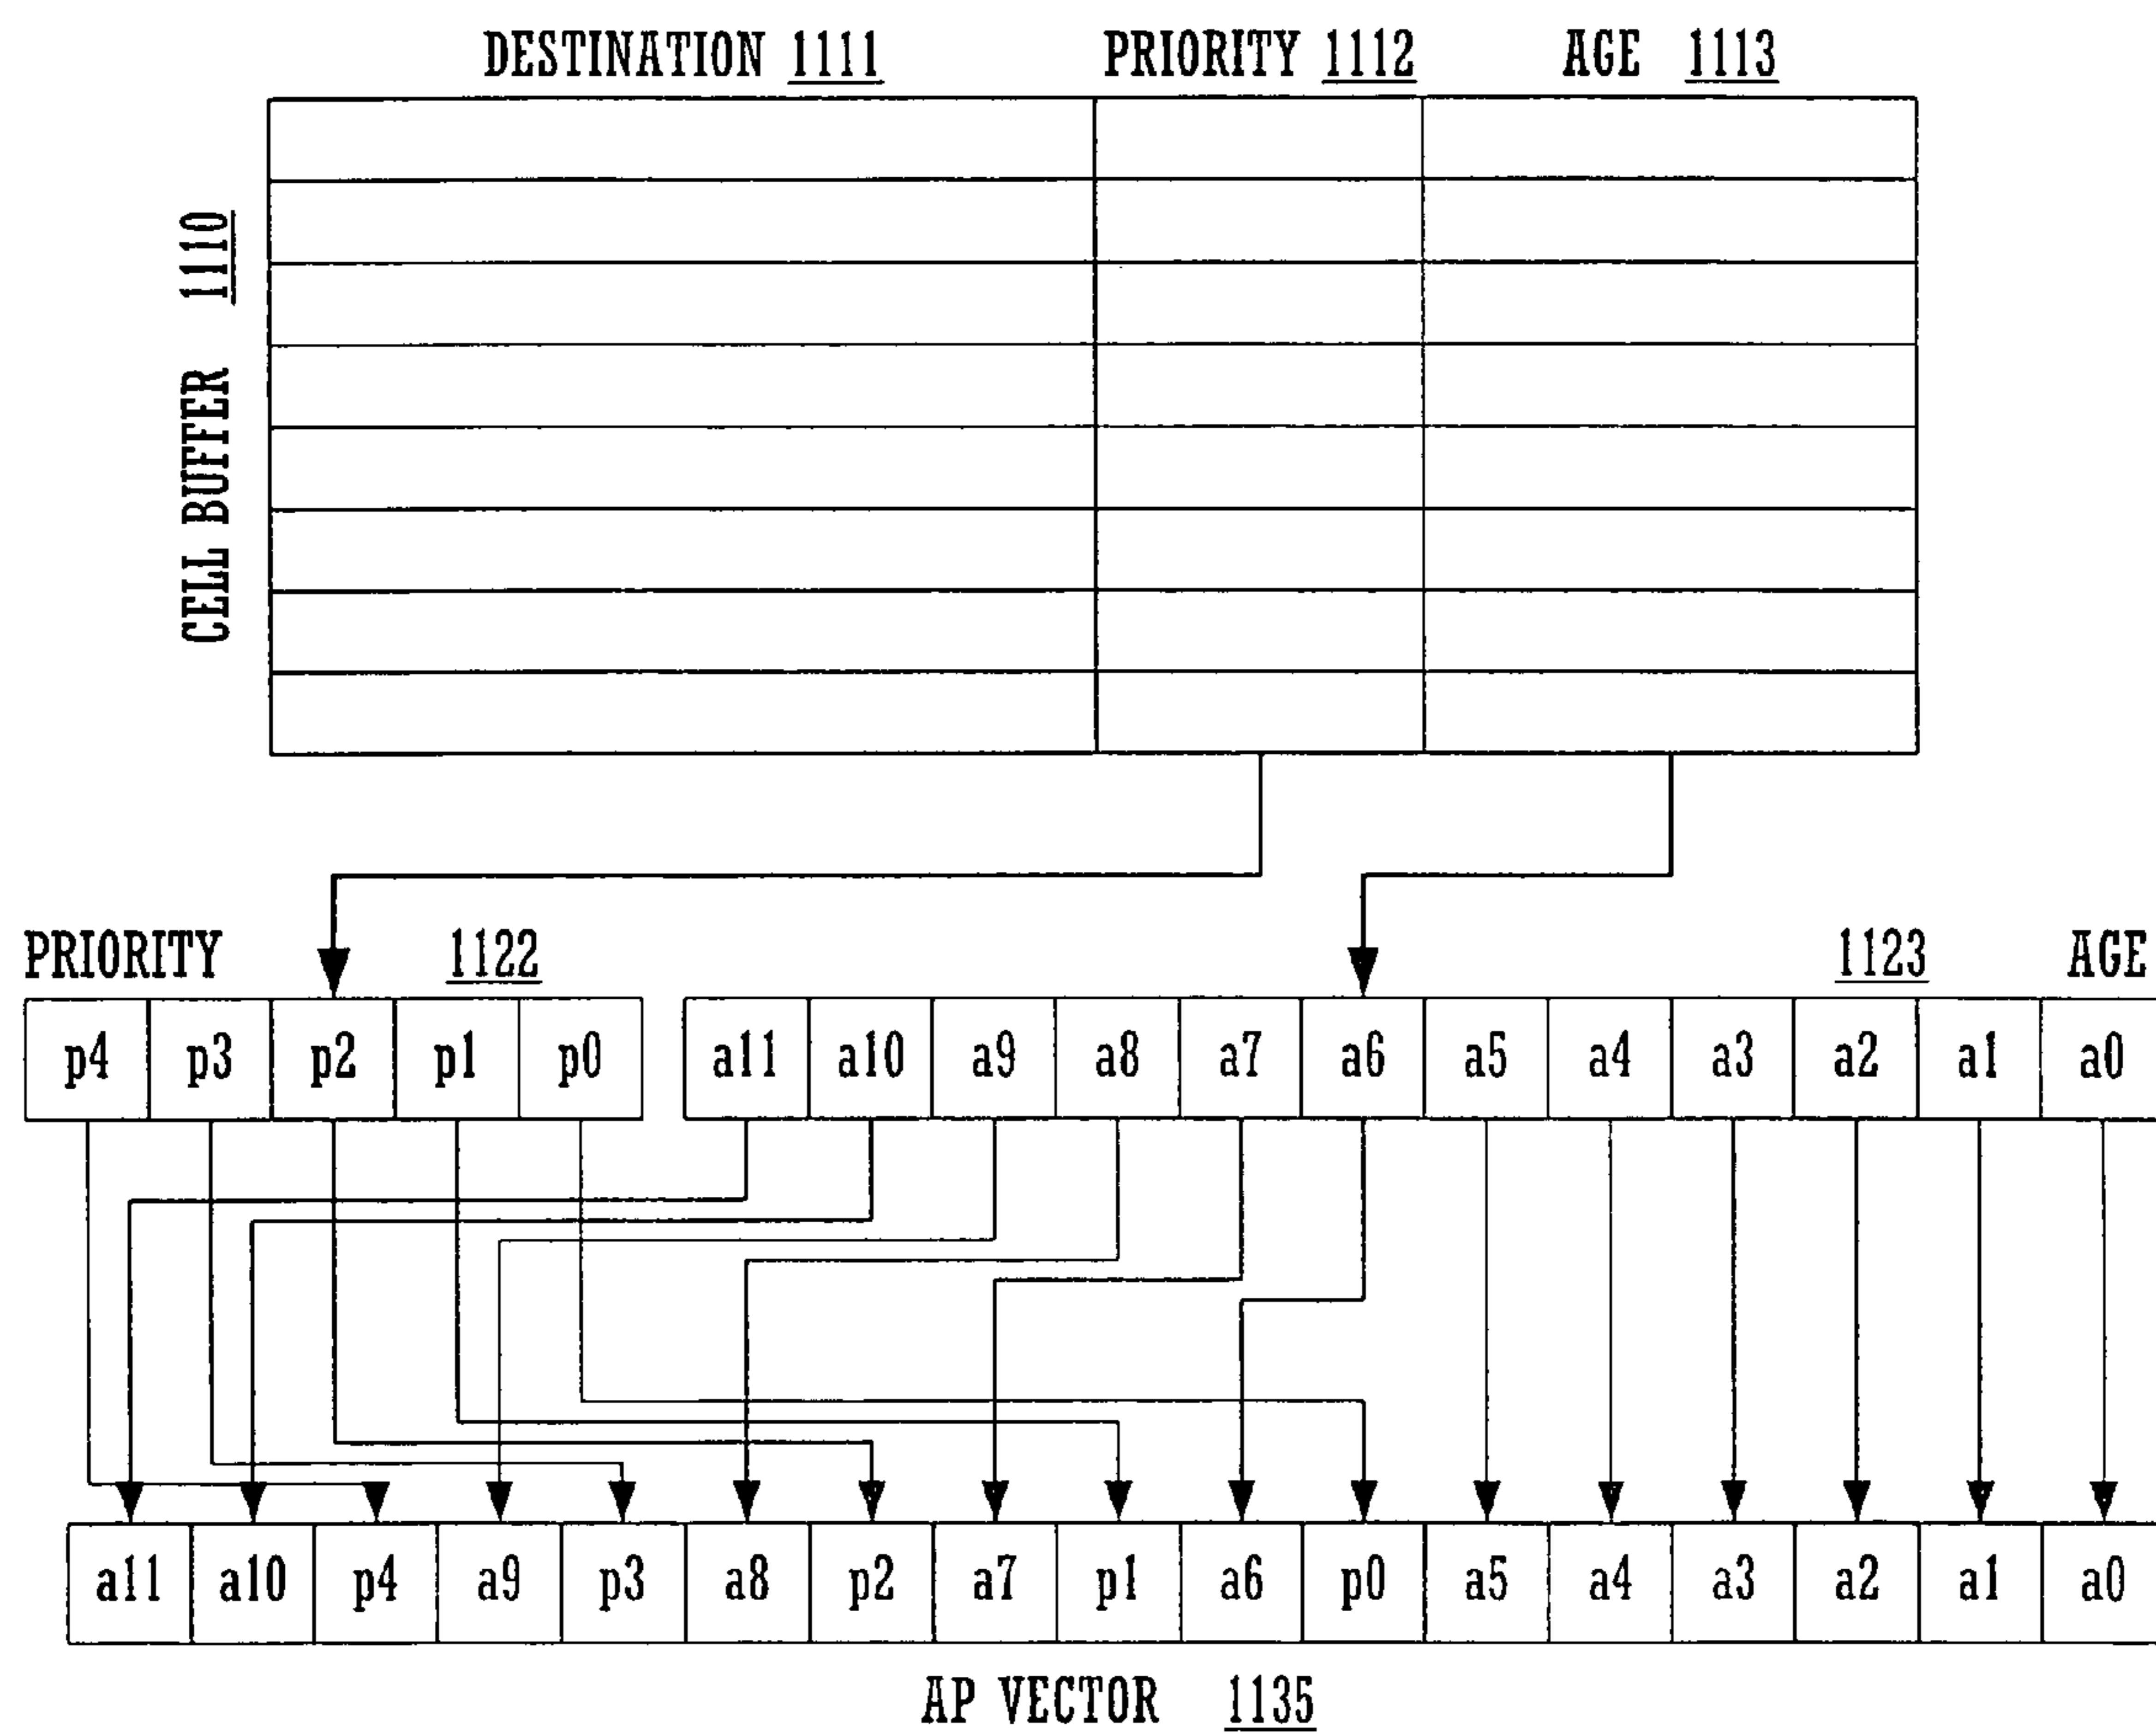 DESTINATION 1111 PRIORITY 1112 AGE 1113
CELL BUFFER 1110
PRIORITY 1122 1123 AGE
p4 p3 p2 p1 p0 a11 a10 a9 a8 a7 a6 a5 a4 a3 a2 a1 a0
a11 a10 p4 a9 p3 a8 p2 a7 p1 a6 p0 a5 a4 a3 a2 a1 a0
AP VECTOR 1135